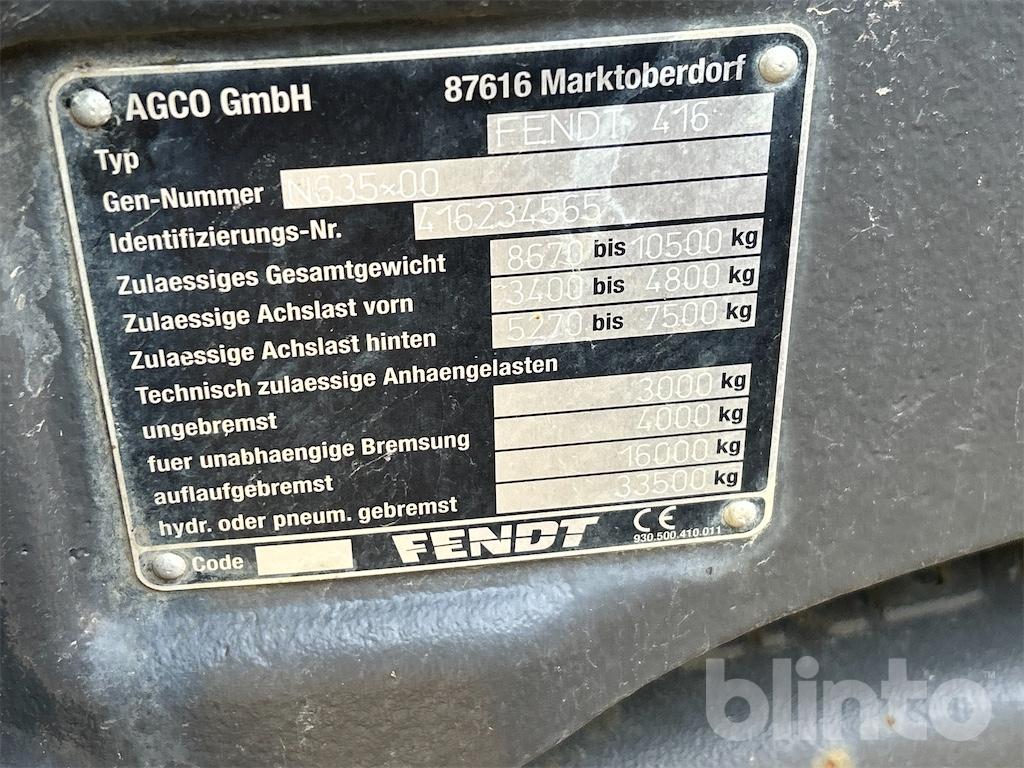 AGCO GmbH 87616 Marktoberdorf
Typ FENDT 416
Gen-Nummer N635×00
Identifizierungs-Nr. 416234565
Zulaessiges Gesamtgewicht 8670 bis 10500 kg
Zulaessige Achslast vorn 3400 bis 4800 kg
Zulaessige Achslast hinten 5270 bis 7500 kg
Technisch zulaessige Anhaengelasten
ungebremst 3000 kg
fuer unabhaengige Bremsung 4000 kg
auflaufgebremst 16000 kg
hydr. oder pneum. gebremst 33500 kg
Code FENDT CE
930.500.410.011
blinto™